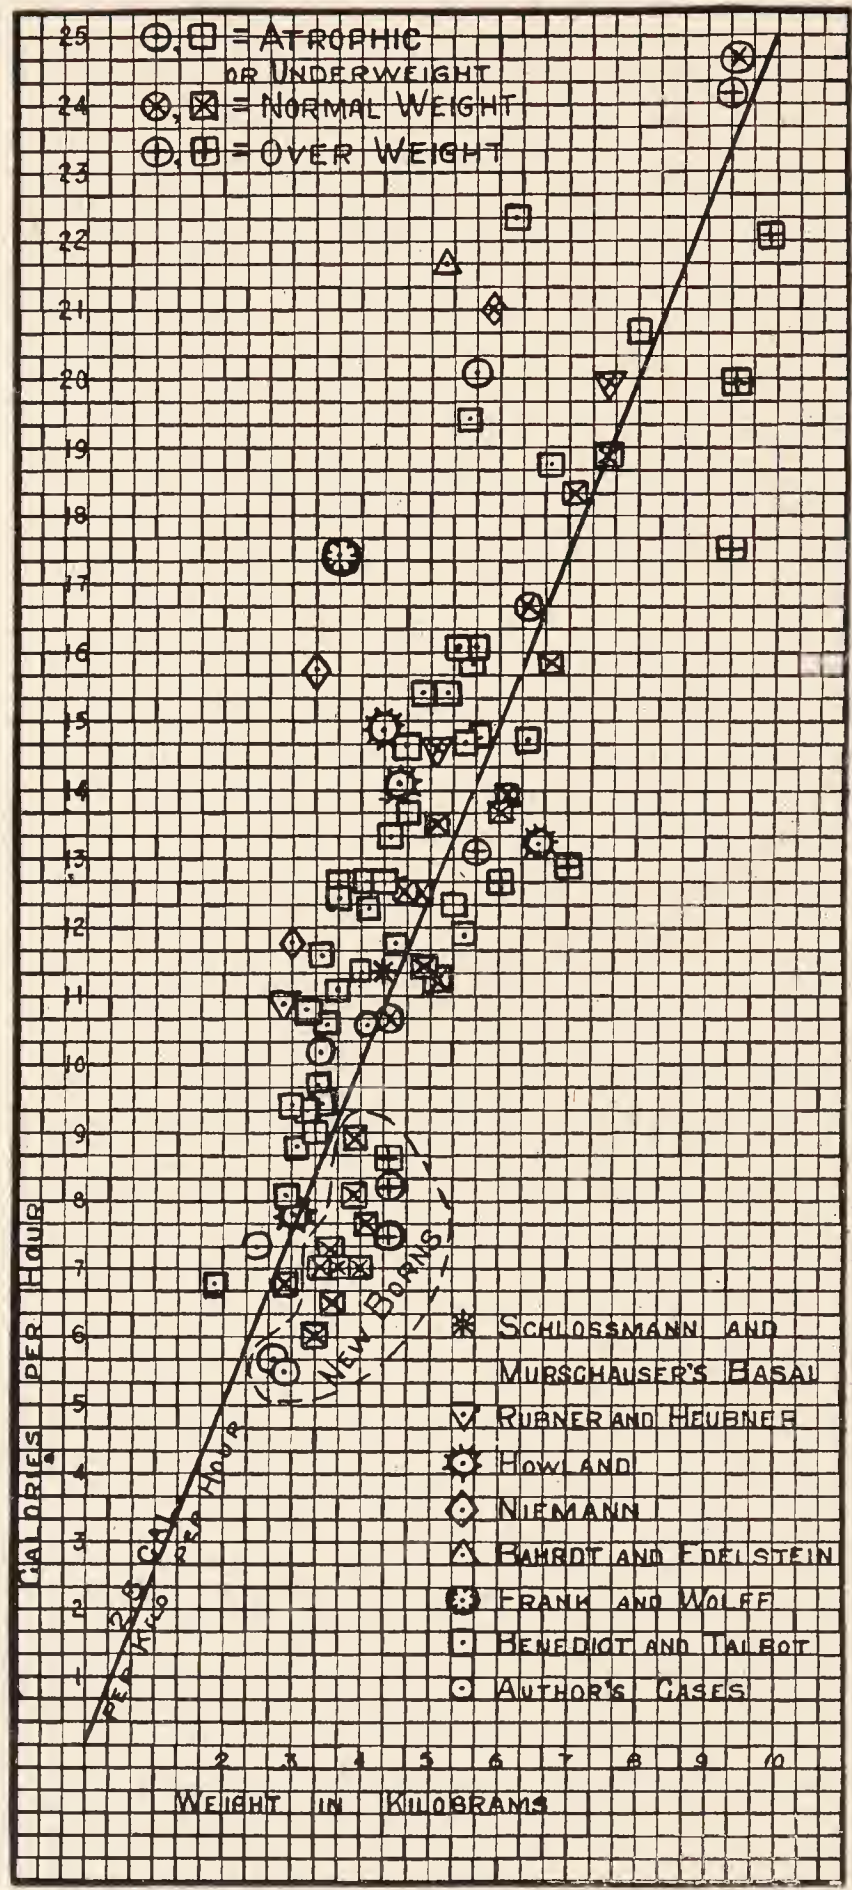 25
⊙, ⊡ = ATROPHIC
OR UNDERWEIGHT
24
⊗, ⊠ = NORMAL WEIGHT
⊕, ⊞ = OVER WEIGHT
23
22
21
20
19
18
17
16
15
14
13
12
11
10
9
8
7
6
5
4
3
2
1
CALORIES PER HOUR
NEW BORNS
2.8 CAL
PER HOUR
PER KILO
SCHLOSSMANN AND
MURSCHAUSER'S BASAL
RUBNER AND HEUBNER
HOWLAND
NIEMANN
BAHRDT AND EDELSTEIN
FRANK AND WOLFF
BENEDICT AND TALBOT
AUTHOR'S CASES
2 3 4 5 6 7 8 9 10
WEIGHT IN KILOGRAMS